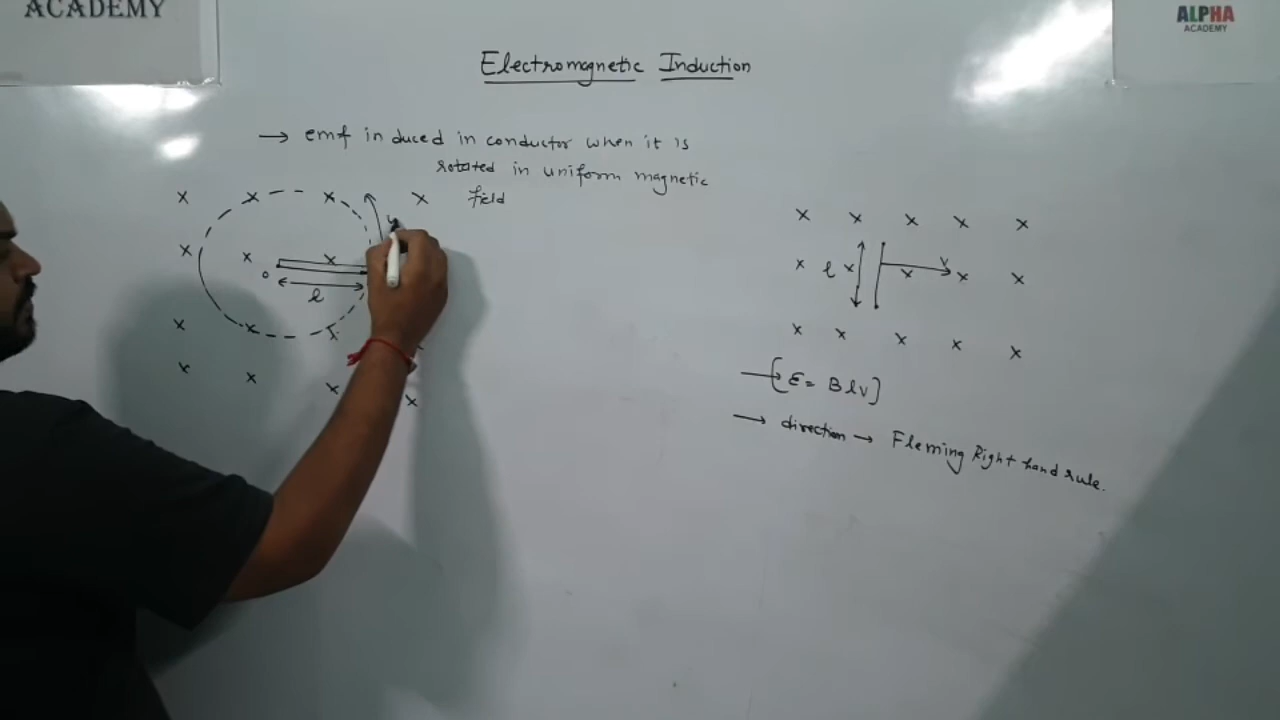 ACADEMY
ALPHA
ACADEMY
Electromagnetic Induction
→ emf induced in conductor when it is
rotated in uniform magnetic
field
x x x x
x x x
o
l
x x x
x x x x
x x x x x
x l x v x x x
x x x x x
→ [ε = Blv]
→ direction → Fleming Right hand rule.